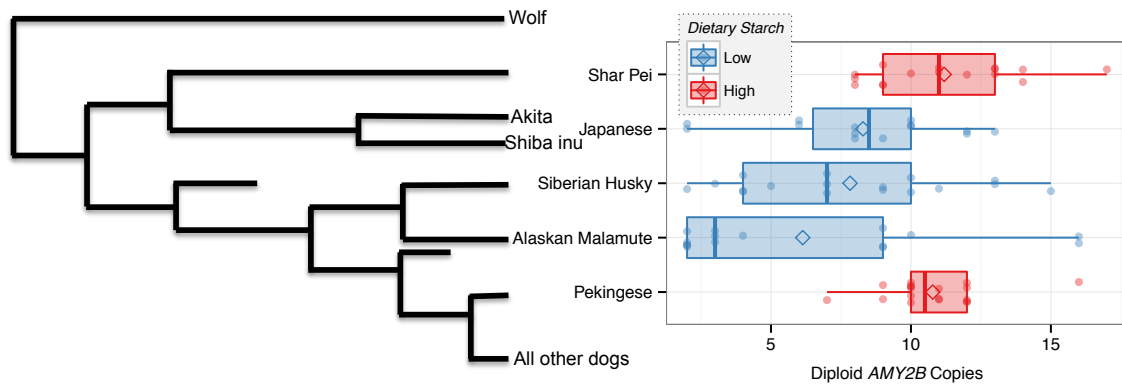 Wolf
Akita
Shiba inu
Alaskan Malamute
All other dogs
Dietary Starch
Low
High
Shar Pei
Japanese
Siberian Husky
Pekingese
5
10
15
Diploid AMY2B Copies